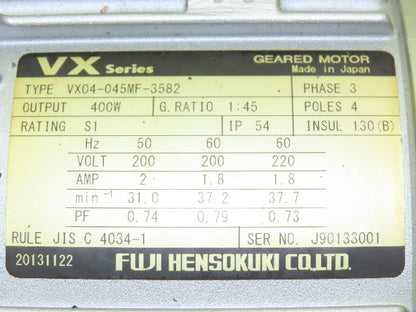 VX Series GEARED MOTOR
Made in Japan
TYPE VX04-045MF-3582 PHASE 3
OUTPUT 400W G.RATIO 1:45 POLES 4
RATING S1 IP 54 INSUL 130(B)
Hz 50 60 60
VOLT 200 200 220
AMP 2 1.8 1.8
min⁻¹ 31.0 37.2 37.7
PF 0.74 0.79 0.73
RULE JIS C 4034-1 SER NO. J90133001
20131122 FUJI HENSOKUKI CO.,LTD.